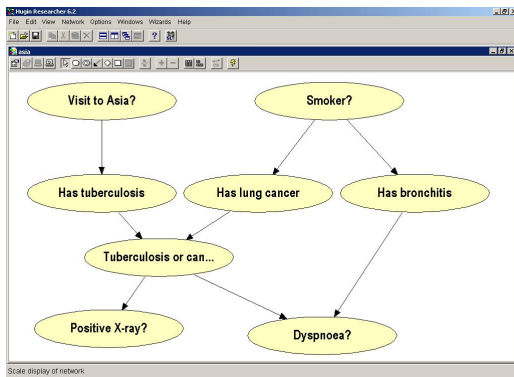 Hugin Researcher 6.2
File Edit View Network Options Windows Wizards Help
asia
Visit to Asia?
Smoker?
Has tuberculosis
Has lung cancer
Has bronchitis
Tuberculosis or can...
Positive X-ray?
Dyspnoea?
Scale display of network